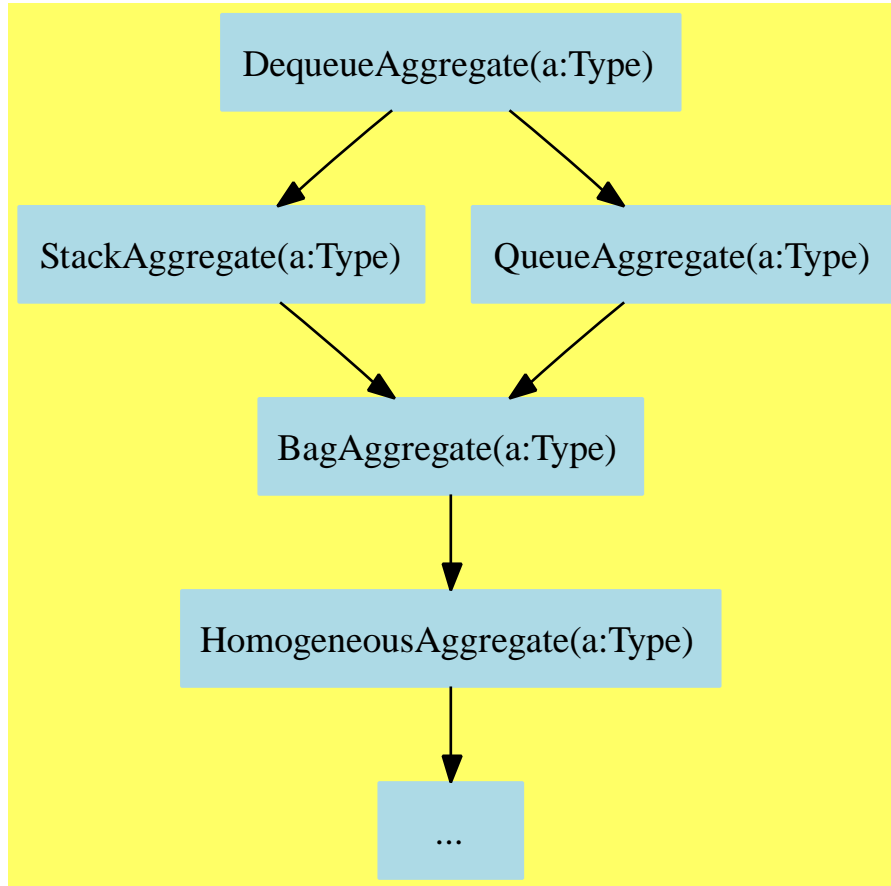 DequeueAggregate(a:Type)
StackAggregate(a:Type)
QueueAggregate(a:Type)
BagAggregate(a:Type)
HomogeneousAggregate(a:Type)
...